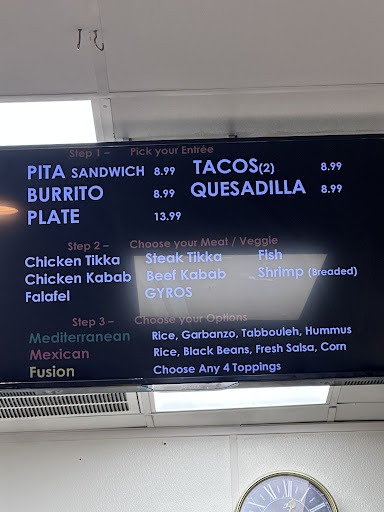 Step 1 – Pick your Entrée
PITA SANDWICH 8.99 TACOS(2) 8.99
BURRITO 8.99 QUESADILLA 8.99
PLATE 13.99
Step 2 – Choose your Meat / Veggie
Chicken Tikka Steak Tikka Fish
Chicken Kabab Beef Kabab Shrimp (Breaded)
Falafel GYROS
Step 3 – Choose your Options
Mediterranean Rice, Garbanzo, Tabbouleh, Hummus
Mexican Rice, Black Beans, Fresh Salsa, Corn
Fusion Choose Any 4 Toppings